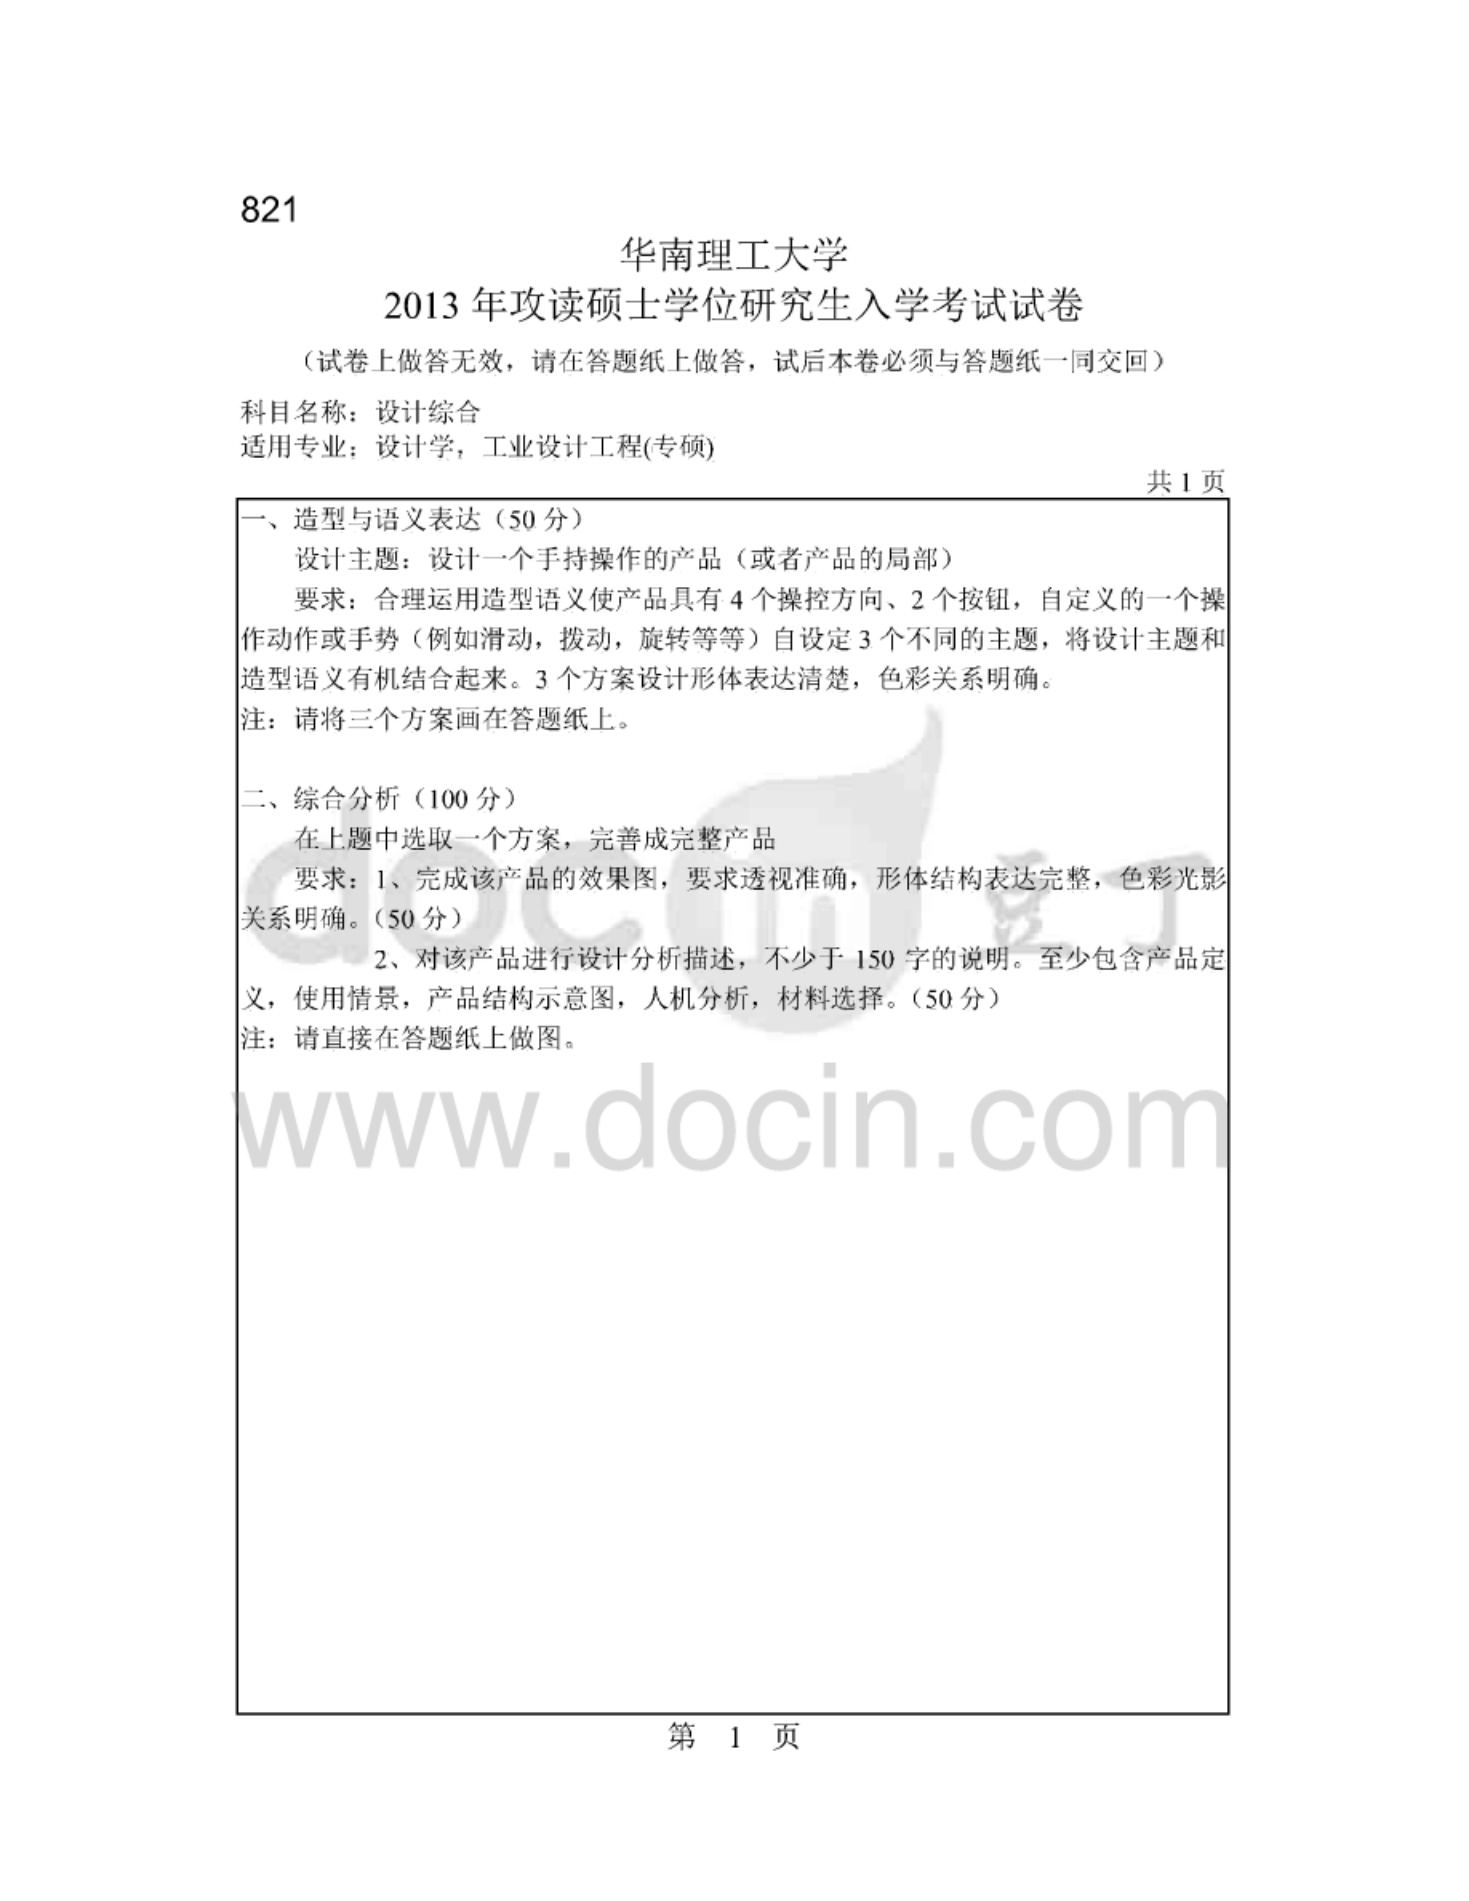 821
华南理工大学
2013 年攻读硕士学位研究生入学考试试卷
（试卷上做答无效，请在答题纸上做答，试后本卷必须与答题纸一同交回）
科目名称：设计综合
适用专业：设计学，工业设计工程(专硕)
共 1 页
一、造型与语义表达（50 分）
设计主题：设计一个手持操作的产品（或者产品的局部）
要求：合理运用造型语义使产品具有 4 个操控方向、2 个按钮，自定义的一个操
作动作或手势（例如滑动，拨动，旋转等等）自设定 3 个不同的主题，将设计主题和
造型语义有机结合起来。3 个方案设计形体表达清楚，色彩关系明确。
注：请将三个方案画在答题纸上。
二、综合分析（100 分）
在上题中选取一个方案，完善成完整产品
要求：1、完成该产品的效果图，要求透视准确，形体结构表达完整，色彩光影
关系明确。（50 分）
2、对该产品进行设计分析描述，不少于 150 字的说明。至少包含产品定
义，使用情景，产品结构示意图，人机分析，材料选择。（50 分）
注：请直接在答题纸上做图。
docin 豆丁
www.docin.com
第 1 页